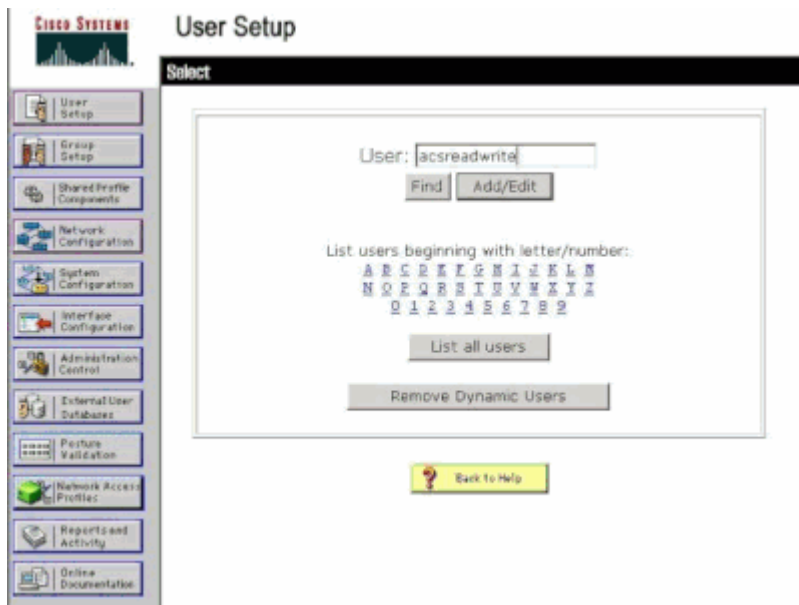 CISCO SYSTEMS
User Setup
Select
User
Setup
Group
Setup
Shared Profile
Components
Network
Configuration
System
Configuration
Interface
Configuration
Administration
Control
External User
Databases
Posture
Validation
Network Access
Profiles
Reports and
Activity
Online
Documentation
User: acsreadwrite
Find Add/Edit
List users beginning with letter/number:
A B C D E F G H I J K L M
N O P Q R S T U V W X Y Z
0 1 2 3 4 5 6 7 8 9
List all users
Remove Dynamic Users
Back to Help